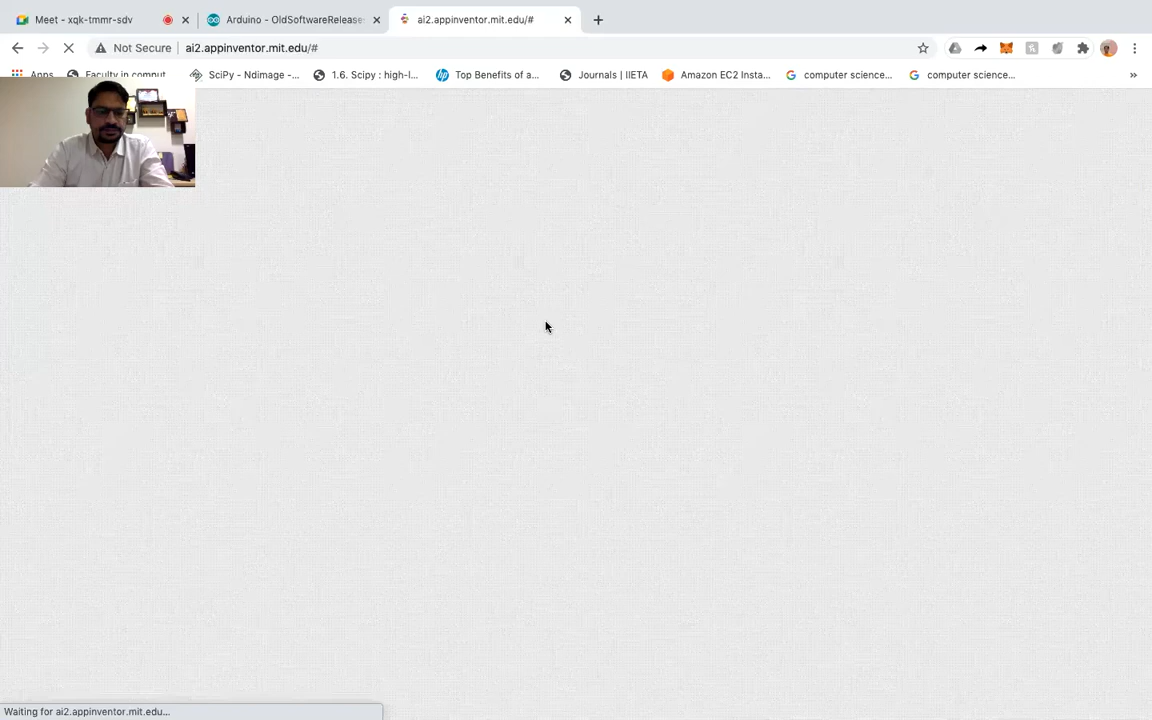 Meet - xqk-tmmr-sdv
Arduino - OldSoftwareRelease
ai2.appinventor.mit.edu/#
Not Secure
ai2.appinventor.mit.edu/#
Apps
Faculty in comput
SciPy - Ndimage -...
1.6. Scipy : high-l...
Top Benefits of a...
Journals | IIETA
Amazon EC2 Insta...
computer science...
computer science...
»
Waiting for ai2.appinventor.mit.edu...